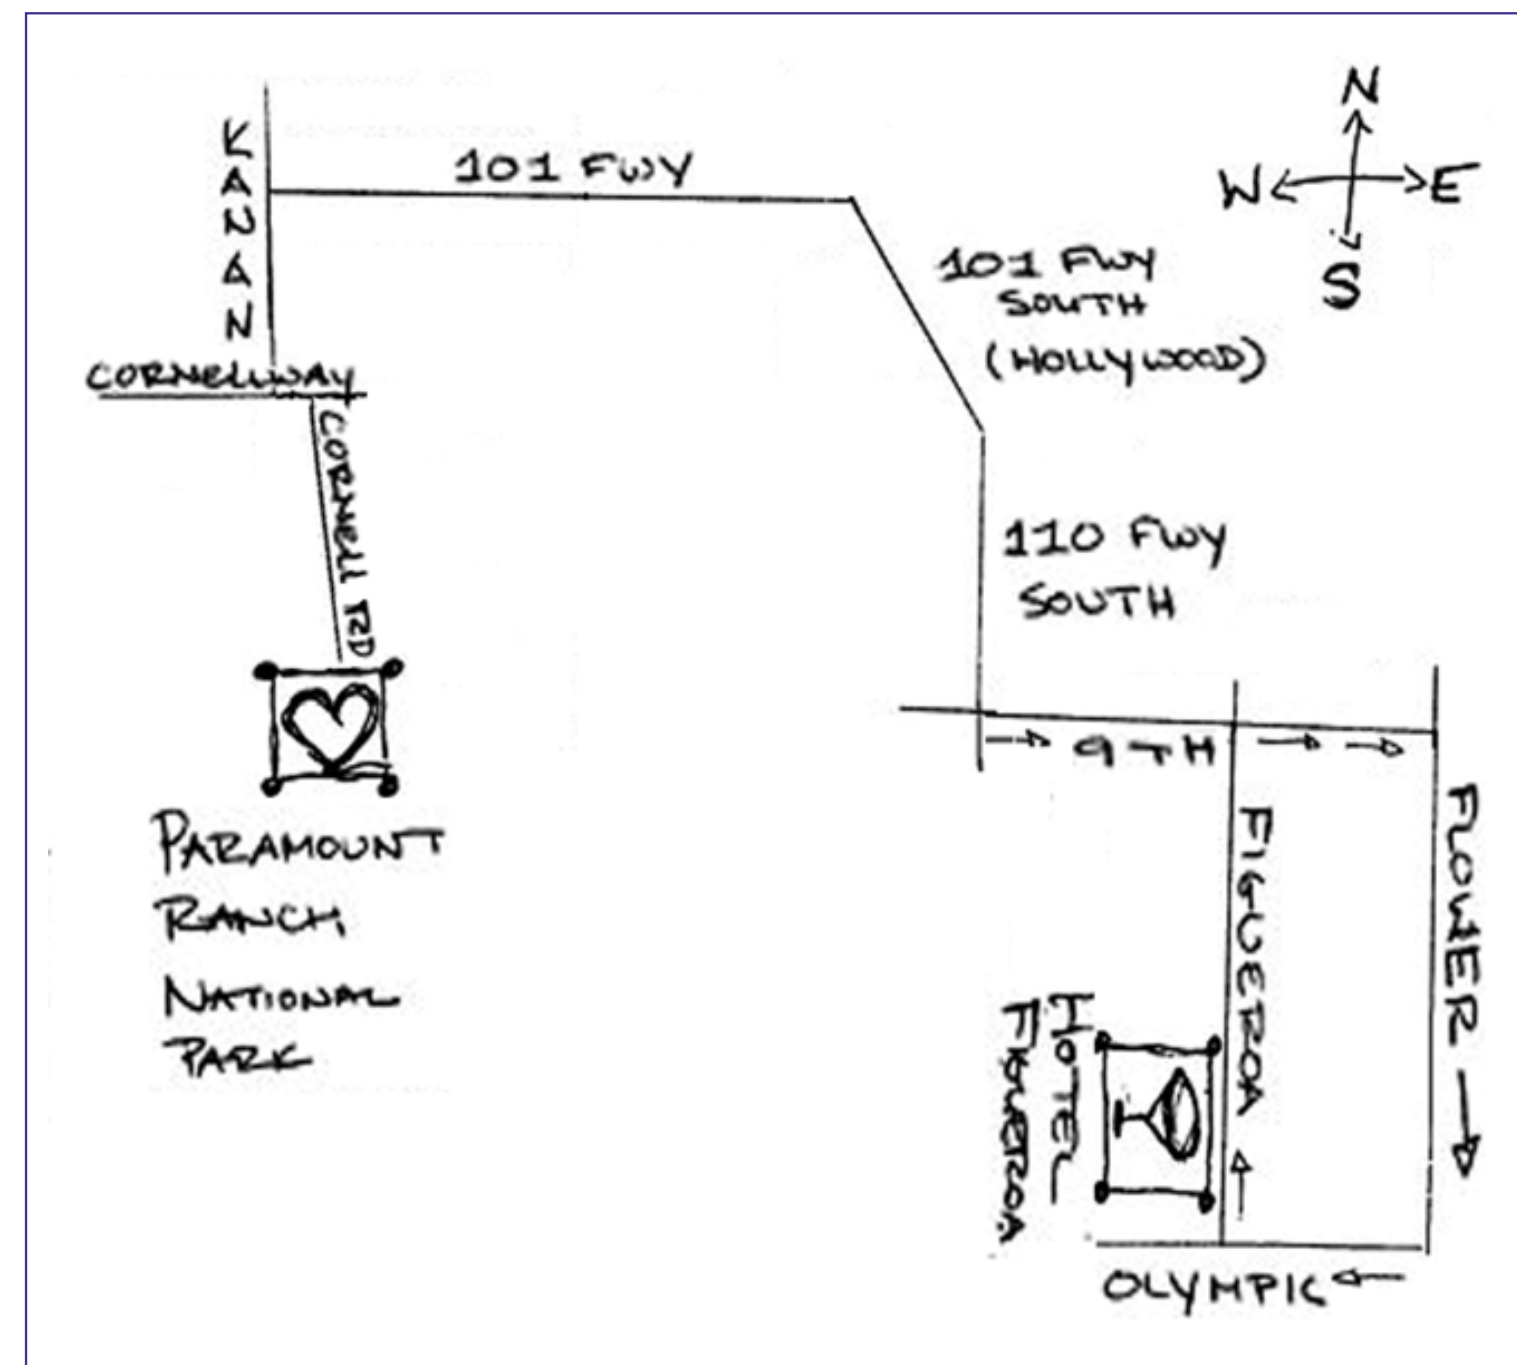 N
W E
S
KANAN
101 FWY
101 FWY
SOUTH
(HOLLYWOOD)
CORNELLWAY
CORNELL RD
110 FWY
SOUTH
9TH
FIGUEROA
FLOWER
PARAMOUNT
RANCH
NATIONAL
PARK
HOTEL
FIGUEROA
OLYMPIC